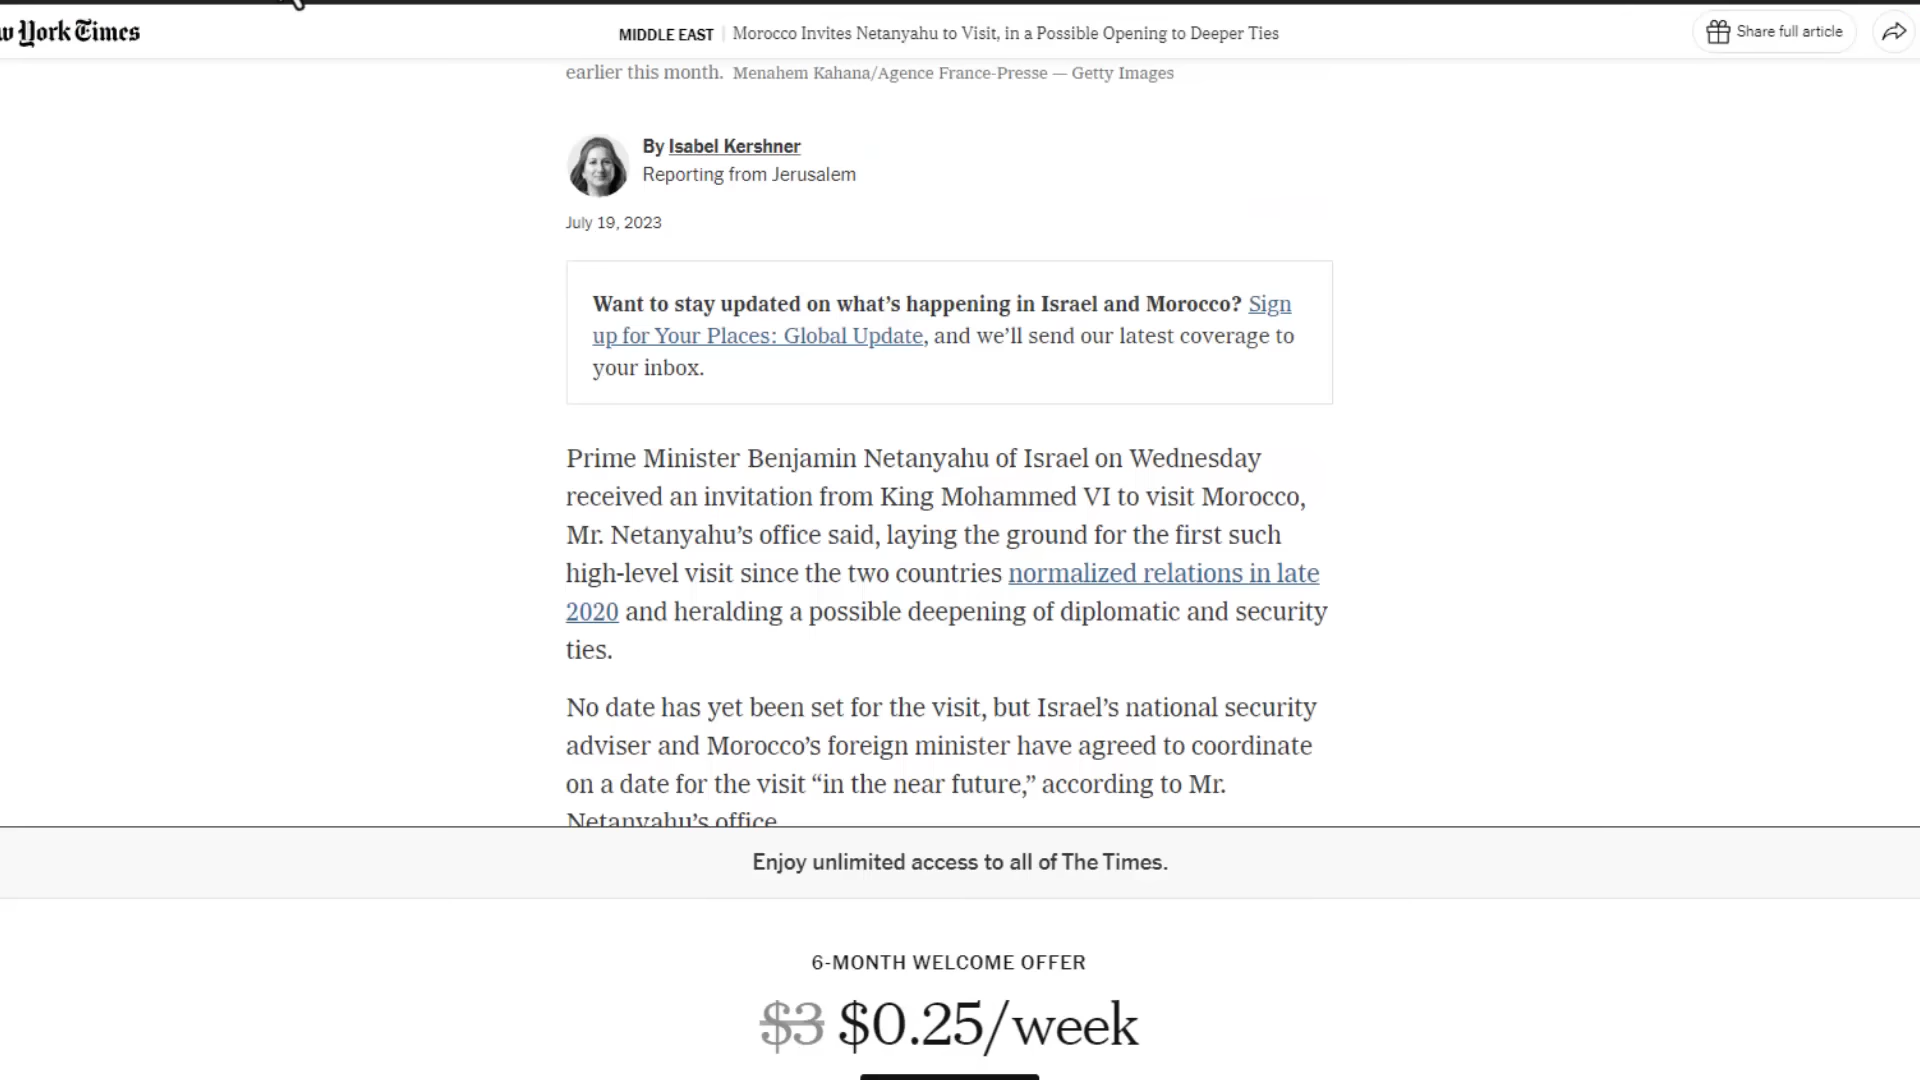 w York Times
MIDDLE EAST | Morocco Invites Netanyahu to Visit, in a Possible Opening to Deeper Ties
Share full article
earlier this month. Menahem Kahana/Agence France-Presse — Getty Images
By Isabel Kershner
Reporting from Jerusalem
July 19, 2023
Want to stay updated on what’s happening in Israel and Morocco? Sign
up for Your Places: Global Update, and we’ll send our latest coverage to
your inbox.
Prime Minister Benjamin Netanyahu of Israel on Wednesday
received an invitation from King Mohammed VI to visit Morocco,
Mr. Netanyahu’s office said, laying the ground for the first such
high-level visit since the two countries normalized relations in late
2020 and heralding a possible deepening of diplomatic and security
ties.
No date has yet been set for the visit, but Israel’s national security
adviser and Morocco’s foreign minister have agreed to coordinate
on a date for the visit “in the near future,” according to Mr.
Netanyahu’s office
Enjoy unlimited access to all of The Times.
6-MONTH WELCOME OFFER
$3 $0.25/week